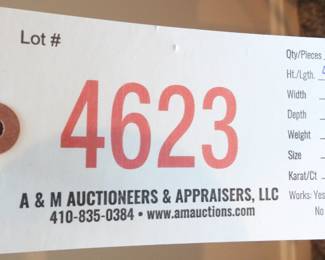 Lot #
4623
A & M AUCTIONEERS & APPRAISERS, LLC
410-835-0384 • www.amauctions.com
Qty/Pieces
Ht./Lgth.
Width
Depth
Weight
Size
Karat/Ct
Works: Yes
No